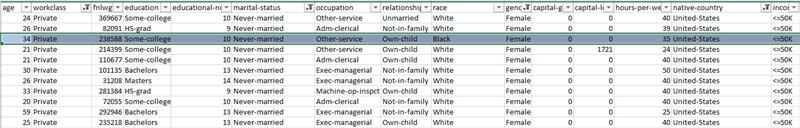 age workclass fnlwg education educational-nu marital-status occupation relationship race gend capital-g capital-l hours-per-we native-country inco
24 Private 369667 Some-college 10 Never-married Other-service Unmarried White Female 0 0 40 United-States <=50K
26 Private 82091 HS-grad 9 Never-married Adm-clerical Not-in-family White Female 0 0 39 United-States <=50K
34 Private 238588 Some-college 10 Never-married Other-service Own-child Black Female 0 0 35 United-States <=50K
21 Private 214399 Some-college 10 Never-married Other-service Own-child White Female 0 1721 24 United-States <=50K
21 Private 110677 Some-college 10 Never-married Adm-clerical Own-child White Female 0 0 40 United-States <=50K
30 Private 101135 Bachelors 13 Never-married Exec-managerial Not-in-family White Female 0 0 50 United-States <=50K
26 Private 31208 Masters 14 Never-married Exec-managerial Not-in-family White Female 0 0 40 United-States <=50K
33 Private 281384 HS-grad 9 Never-married Machine-op-inspct Own-child White Female 0 0 40 United-States <=50K
20 Private 72055 Some-college 10 Never-married Adm-clerical Not-in-family White Female 0 0 40 United-States <=50K
59 Private 292946 Bachelors 13 Never-married Exec-managerial Not-in-family White Female 0 0 25 United-States <=50K
25 Private 235218 Bachelors 13 Never-married Exec-managerial Own-child White Female 0 0 40 United-States <=50K